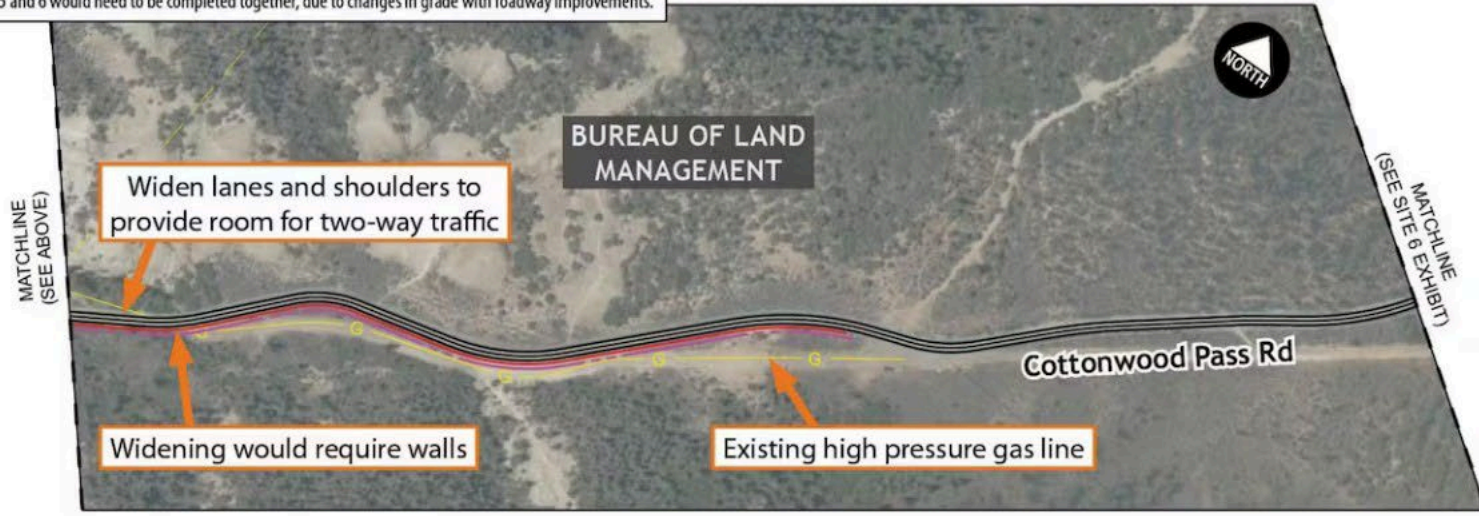 5 and 6 would need to be completed together, due to changes in grade with roadway improvements.
NORTH
BUREAU OF LAND
MANAGEMENT
Widen lanes and shoulders to
provide room for two-way traffic
MATCHLINE
(SEE ABOVE)
MATCHLINE
(SEE SITE 6 EXHIBIT)
G
G
G
Cottonwood Pass Rd
Widening would require walls
Existing high pressure gas line